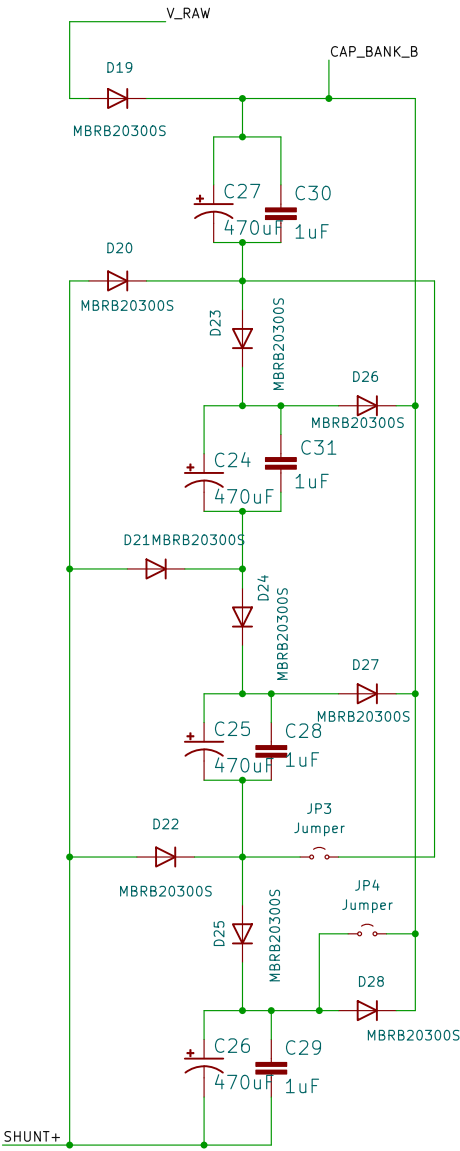 V_RAW
CAP_BANK_B
D19
MBRB20300S
+
C27
C30
470uF
1uF
D20
MBRB20300S
D23
MBRB20300S
D26
MBRB20300S
+
C24
C31
470uF
1uF
D21MBRB20300S
D24
MBRB20300S
D27
MBRB20300S
+
C25
C28
470uF
1uF
JP3
Jumper
D22
MBRB20300S
JP4
Jumper
D25
MBRB20300S
D28
MBRB20300S
+
C26
C29
470uF
1uF
SHUNT+